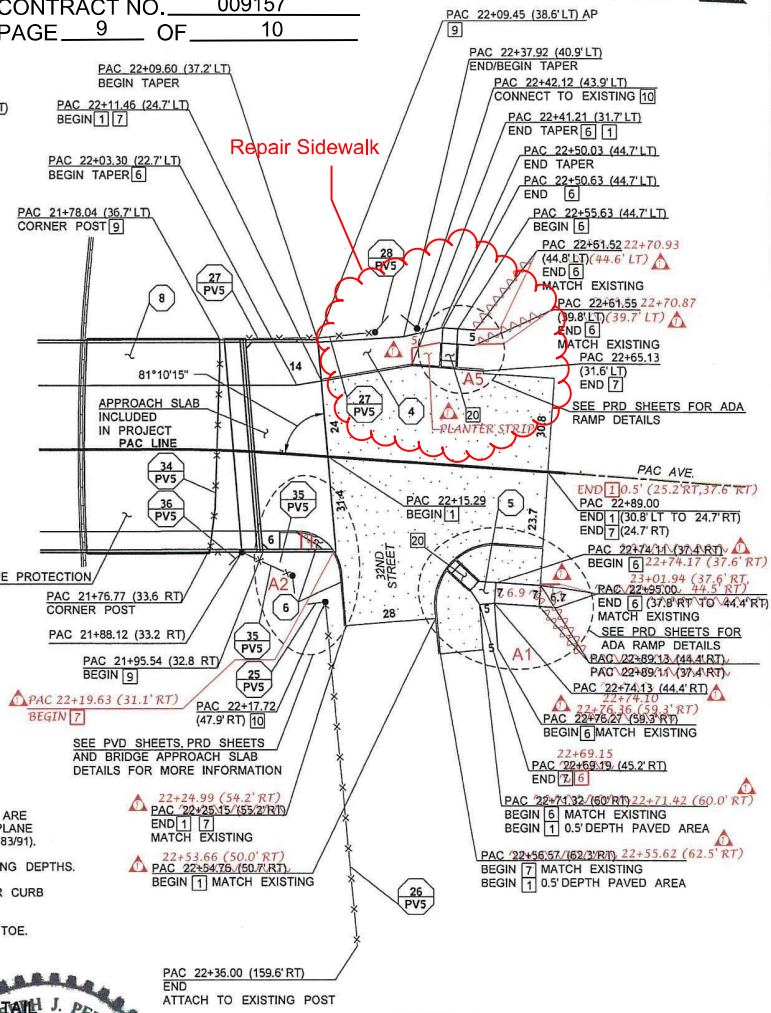 CONTRACT NO. 009157
PAGE 9 OF 10
PAC 22+09.45 (38.6' LT) AP
9
PAC 22+37.92 (40.9' LT)
END/BEGIN TAPER
PAC 22+09.60 (37.2' LT)
BEGIN TAPER
PAC 22+42.12 (43.9' LT)
CONNECT TO EXISTING 10
PAC 22+11.46 (24.7' LT)
BEGIN 1 7
PAC 22+41.21 (31.7' LT)
END TAPER 6 1
Repair Sidewalk
PAC 22+50.03 (44.7' LT)
END TAPER
PAC 22+03.30 (22.7' LT)
BEGIN TAPER 6
PAC 22+50.63 (44.7' LT)
END 6
PAC 22+55.63 (44.7' LT)
BEGIN 6
PAC 21+78.04 (36.7' LT)
CORNER POST 9
PAC 22+61.52 22+70.93
(44.8' LT) (44.6' LT)
END 6
MATCH EXISTING
28
PV5
27
PV5
8
PAC 22+61.55 22+70.87
(39.8' LT) (39.7' LT)
END 6
MATCH EXISTING
5
5
14
PAC 22+65.13
(31.6' LT)
END 7
81°10'15"
A5
27
PV5
4
20
PLANTER STRIP
SEE PRD SHEETS FOR ADA
RAMP DETAILS
APPROACH SLAB
INCLUDED
IN PROJECT
PAC LINE
24
30.8
PAC AVE.
34
PV5
36
PV5
35
PV5
31.4
PAC 22+15.29
BEGIN 1
5
END 1 0.5' (25.2' RT, 37.6' RT)
PAC 22+89.00
END 1 (30.8' LT TO 24.7' RT)
END 7 (24.7' RT)
23.7
20
6
32ND
STREET
PAC 22+74.11 (37.4' RT)
BEGIN 6 22+74.17 (37.6' RT)
23+01.94 (37.6' RT,
PAC 22+95.00 44.5' RT)
END 6 (37.8' RT TO 44.4' RT)
MATCH EXISTING
PE PROTECTION
A2
7
6.9
7
6.7
5
PAC 21+76.77 (33.6 RT)
CORNER POST
6
28
SEE PRD SHEETS FOR
ADA RAMP DETAILS
PAC 21+88.12 (33.2 RT)
35
PV5
5
A1
PAC 22+89.13 (44.4' RT)
PAC 22+89.11 (37.4' RT)
PAC 21+95.54 (32.8 RT)
BEGIN 9
25
PV5
PAC 22+74.13 (44.4' RT)
22+74.10
PAC 22+19.63 (31.1' RT)
BEGIN 7
PAC 22+17.72
(47.9' RT) 10
22+76.36 (59.3' RT)
PAC 22+76.27 (59.3' RT)
BEGIN 6 MATCH EXISTING
SEE PVD SHEETS, PRD SHEETS
AND BRIDGE APPROACH SLAB
DETAILS FOR MORE INFORMATION
22+69.15
PAC 22+69.19 (45.2' RT)
END 7 6
22+24.99 (54.2' RT)
PAC 22+25.15 (55.2' RT)
END 1 7
MATCH EXISTING
PAC 22+71.32 (60' RT) 22+71.42 (60.0' RT)
BEGIN 6 MATCH EXISTING
BEGIN 1 0.5' DEPTH PAVED AREA
ARE
PLANE
83/91).
22+53.66 (50.0' RT)
PAC 22+54.76 (50.7' RT)
BEGIN 1 MATCH EXISTING
PAC 22+56.57 (62.3' RT) 22+55.62 (62.5' RT)
BEGIN 7 MATCH EXISTING
BEGIN 1 0.5' DEPTH PAVED AREA
NG DEPTHS.
R CURB
26
PV5
TOE.
PAC 22+36.00 (159.6' RT)
END
ATTACH TO EXISTING POST
TAIL